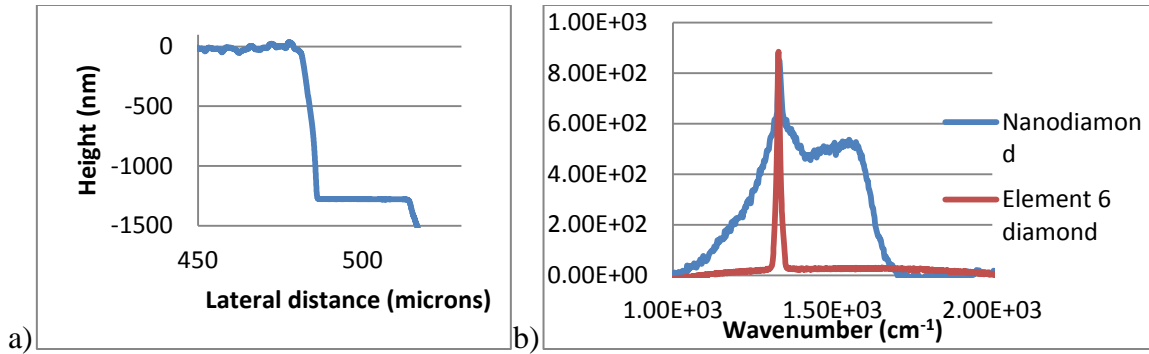 Height (nm)
0
-500
-1000
-1500
450
500
Lateral distance (microns)
a)
1.00E+03
8.00E+02
6.00E+02
4.00E+02
2.00E+02
0.00E+00
1.00E+03
1.50E+03
2.00E+03
Wavenumber (cm⁻¹)
Nanodiamon
d
Element 6
diamond
b)